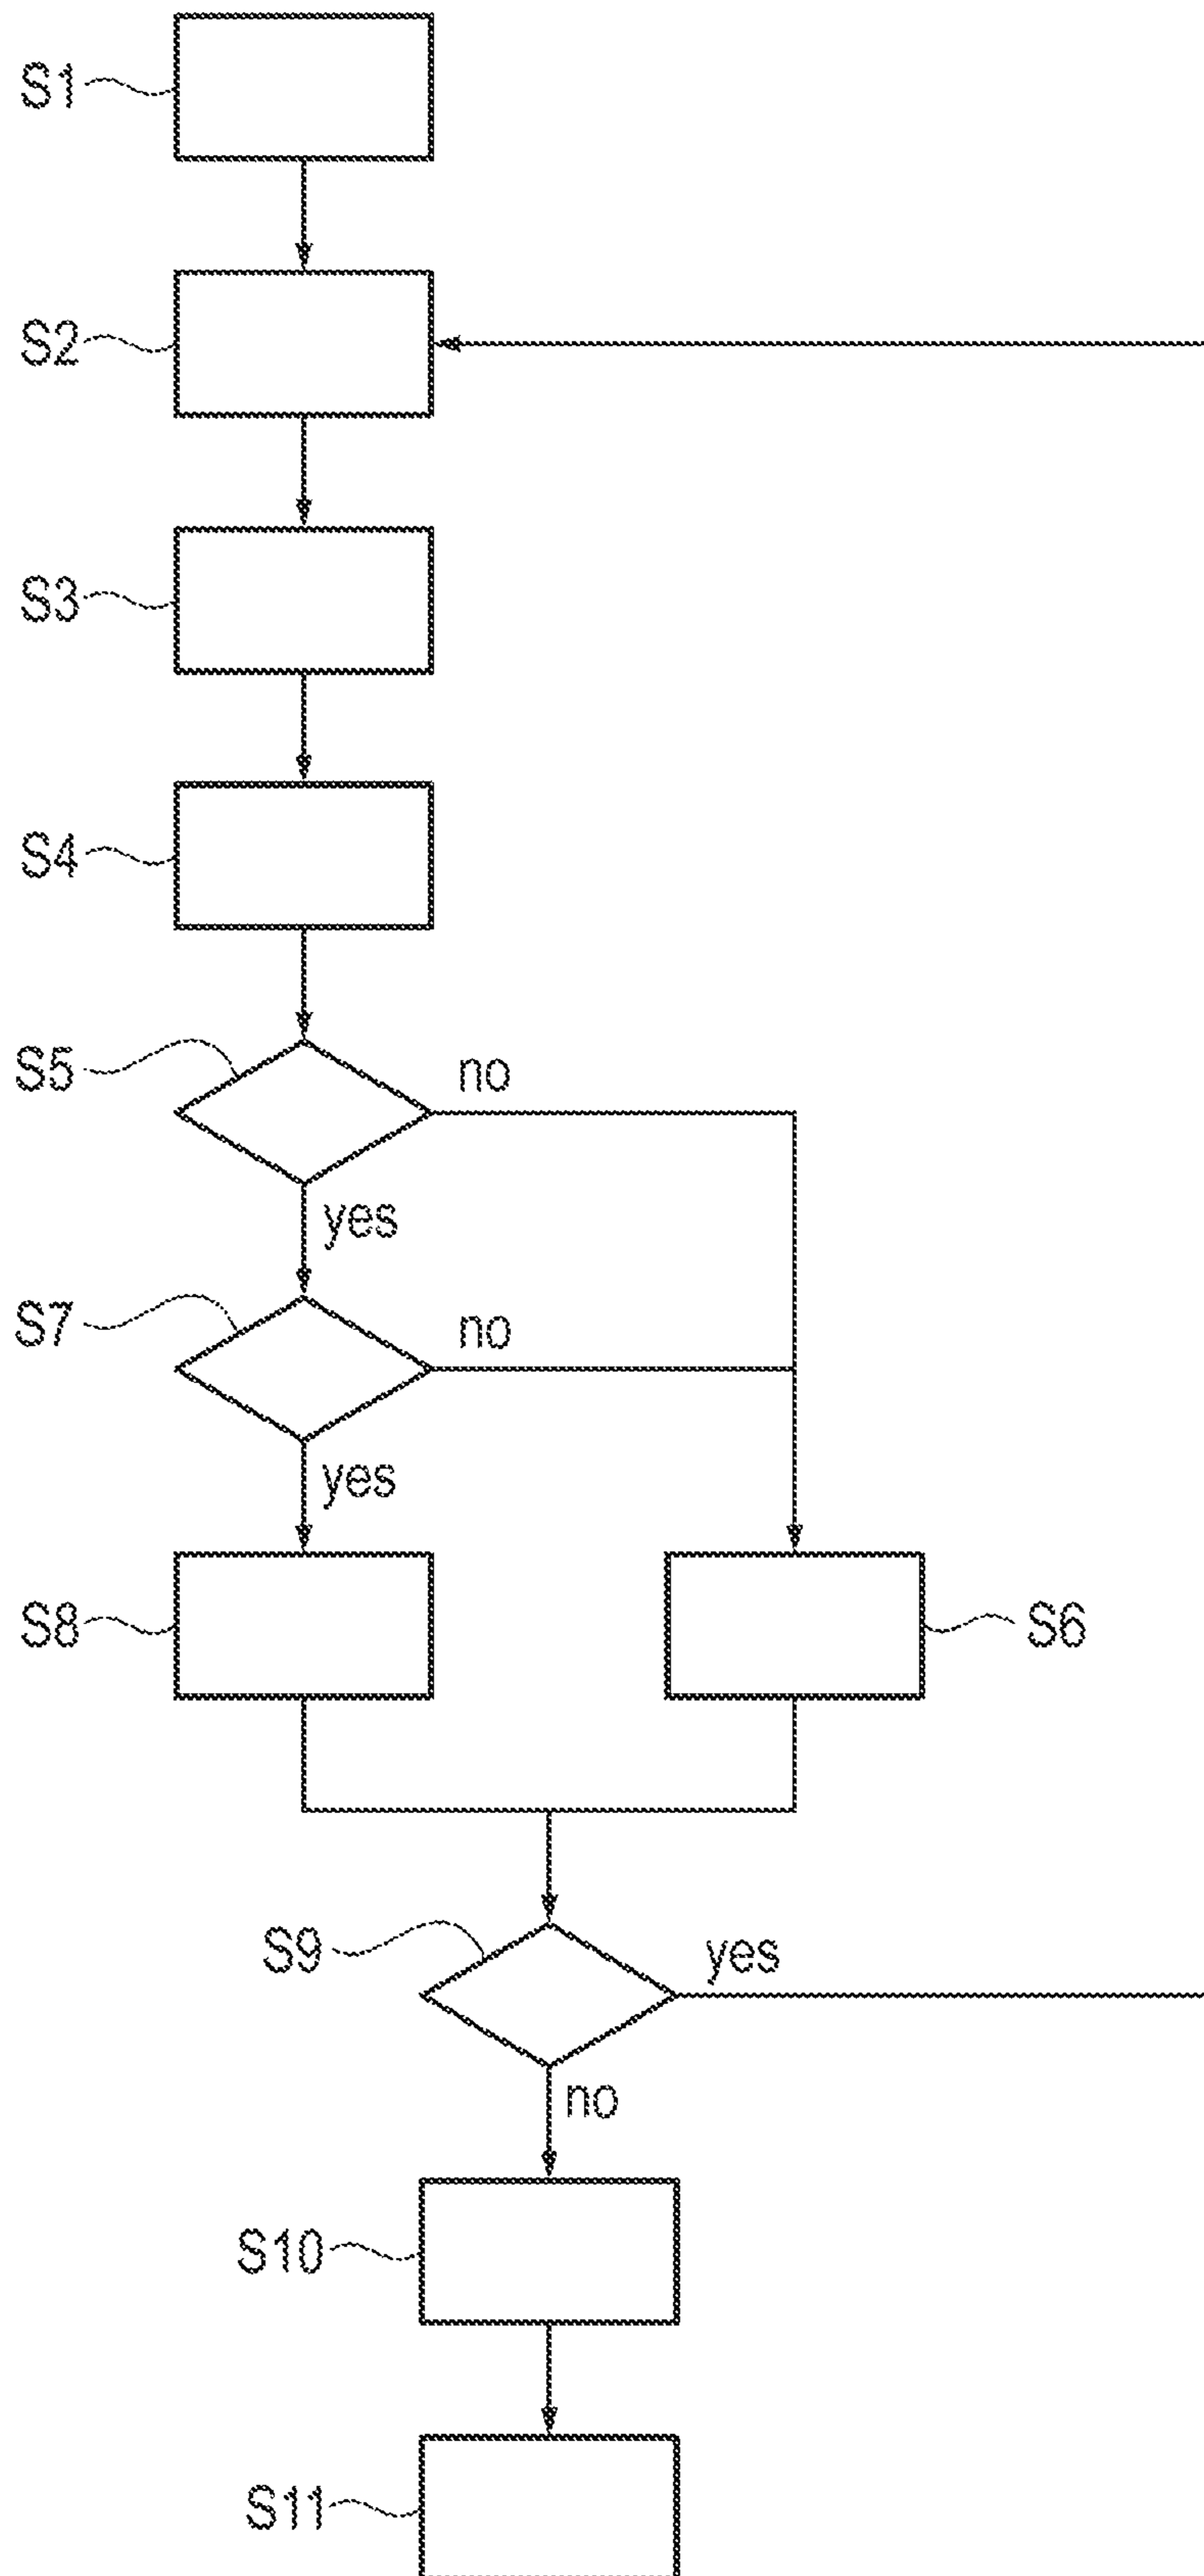 S1
S2
S3
S4
S5
no
yes
S7
no
yes
S8
S6
S9
yes
no
S10
S11